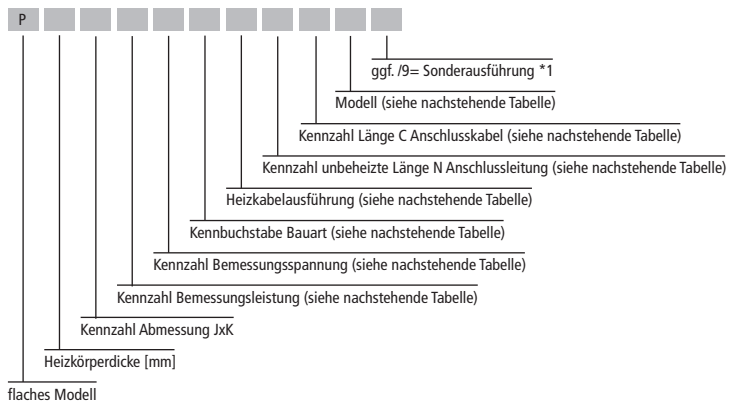 P
ggf. /9= Sonderausführung *1
Modell (siehe nachstehende Tabelle)
Kennzahl Länge C Anschlusskabel (siehe nachstehende Tabelle)
Kennzahl unbeheizte Länge N Anschlussleitung (siehe nachstehende Tabelle)
Heizkabelausführung (siehe nachstehende Tabelle)
Kennbuchstabe Bauart (siehe nachstehende Tabelle)
Kennzahl Bemessungsspannung (siehe nachstehende Tabelle)
Kennzahl Bemessungsleistung (siehe nachstehende Tabelle)
Kennzahl Abmessung JxK
Heizkörperdicke [mm]
flaches Modell